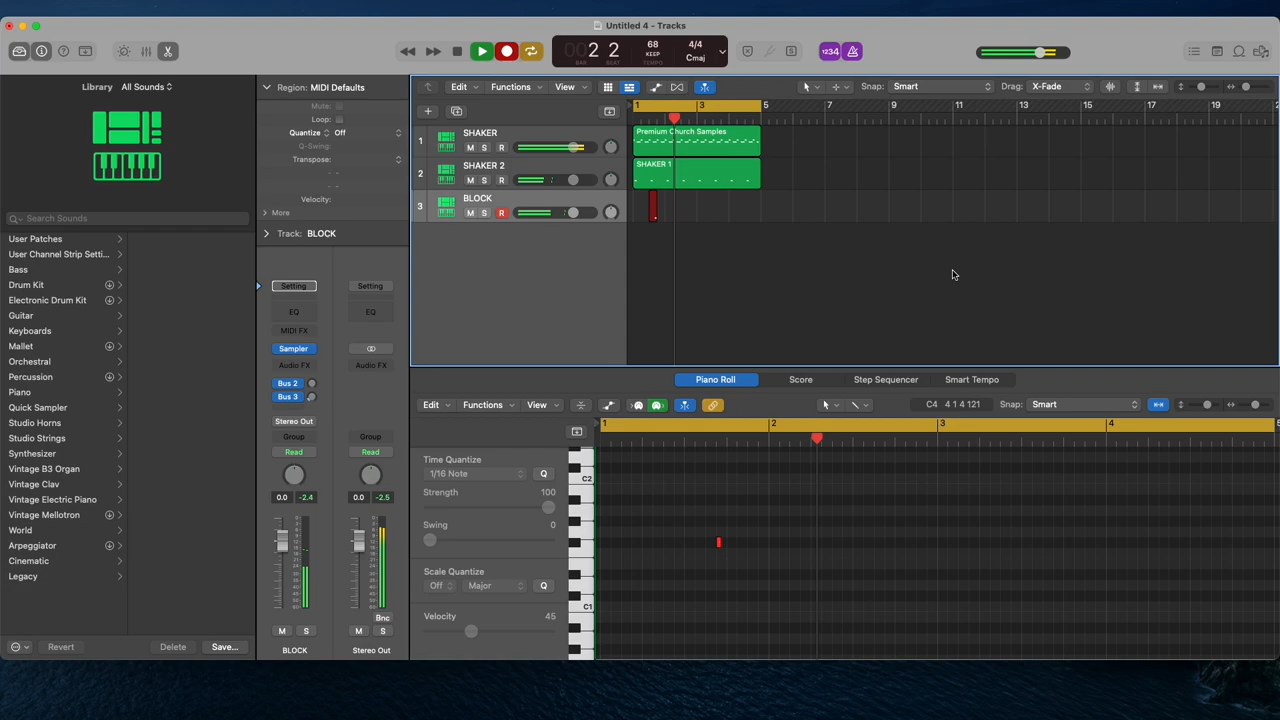 Untitled 4 - Tracks
2 2
BAR BEAT
68
KEEP
TEMPO
4/4
Cmaj
1234
Library All Sounds
Region: MIDI Defaults
Edit Functions View Snap: Smart Drag: X-Fade
Mute:
Loop:
Quantize Off
Q-Swing:
Transpose:
Velocity:
More
Track: BLOCK
1 3 5 7 9 11 13 15 17 19
1 SHAKER
M S R
Premium Church Samples
2 SHAKER 2
M S R
SHAKER 1
3 BLOCK
M S R
Search Sounds
User Patches
User Channel Strip Setti...
Bass
Drum Kit
Electronic Drum Kit
Guitar
Keyboards
Mallet
Orchestral
Percussion
Piano
Quick Sampler
Studio Horns
Studio Strings
Synthesizer
Vintage B3 Organ
Vintage Clav
Vintage Electric Piano
Vintage Mellotron
World
Arpeggiator
Cinematic
Legacy
Revert Delete Save...
Setting Setting
EQ EQ
MIDI FX
Sampler
Audio FX Audio FX
Bus 2
Bus 3
Stereo Out
Group Group
Read Read
0.0 -2.4 0.0 -2.5
Bnc
M S M S
BLOCK Stereo Out
Piano Roll Score Step Sequencer Smart Tempo
Edit Functions View C4 4 1 4 121 Snap: Smart
1 2 3 4
Time Quantize
1/16 Note Q
Strength 100
Swing 0
Scale Quantize
Off Major Q
Velocity 45
C2
C1